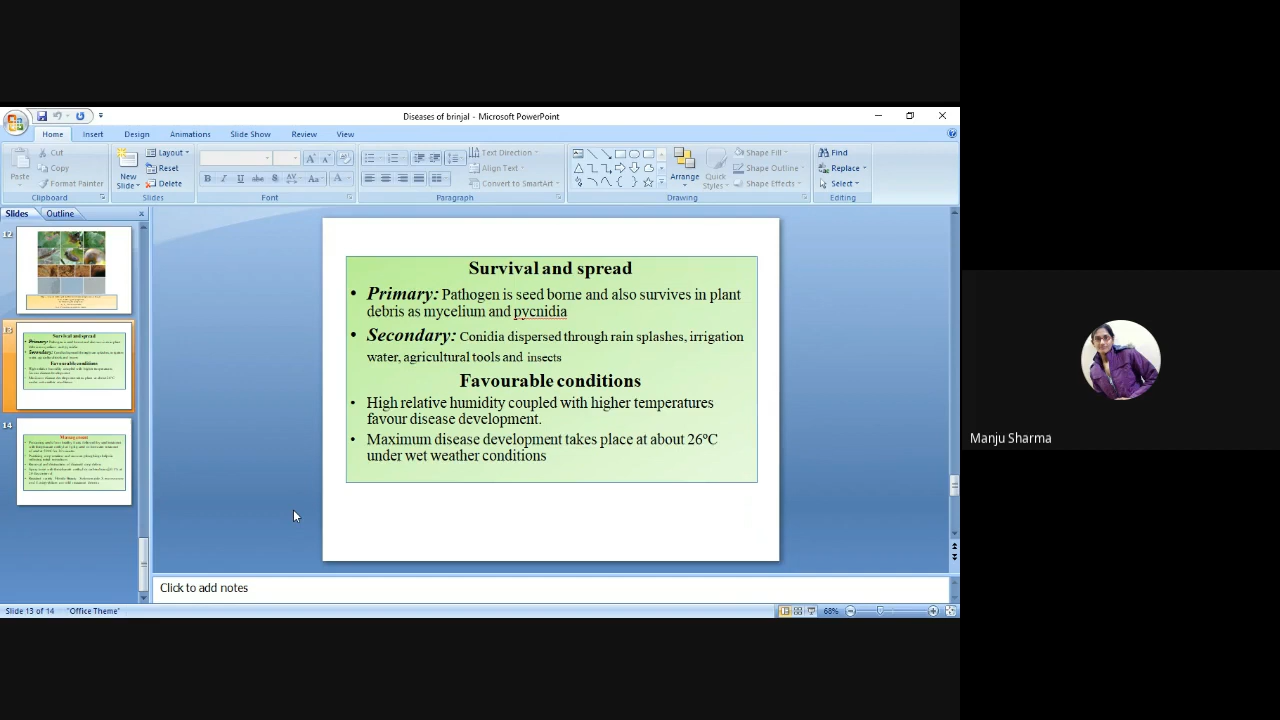 Diseases of brinjal - Microsoft PowerPoint
Home Insert Design Animations Slide Show Review View
Paste
Cut
Copy
Format Painter
Clipboard
New Slide
Layout
Reset
Delete
Slides
Font
Text Direction
Align Text
Convert to SmartArt
Paragraph
Arrange
Quick Styles
Shape Fill
Shape Outline
Shape Effects
Drawing
Find
Replace
Select
Editing
Slides Outline
12
13
Survival and spread
Favourable conditions
14
Management
Survival and spread
• Primary: Pathogen is seed borne and also survives in plant
debris as mycelium and pycnidia
• Secondary: Conidia dispersed through rain splashes, irrigation
water, agricultural tools and insects
Favourable conditions
• High relative humidity coupled with higher temperatures
favour disease development.
• Maximum disease development takes place at about 26ºC
under wet weather conditions
Click to add notes
Slide 13 of 14 "Office Theme" 68%
Manju Sharma